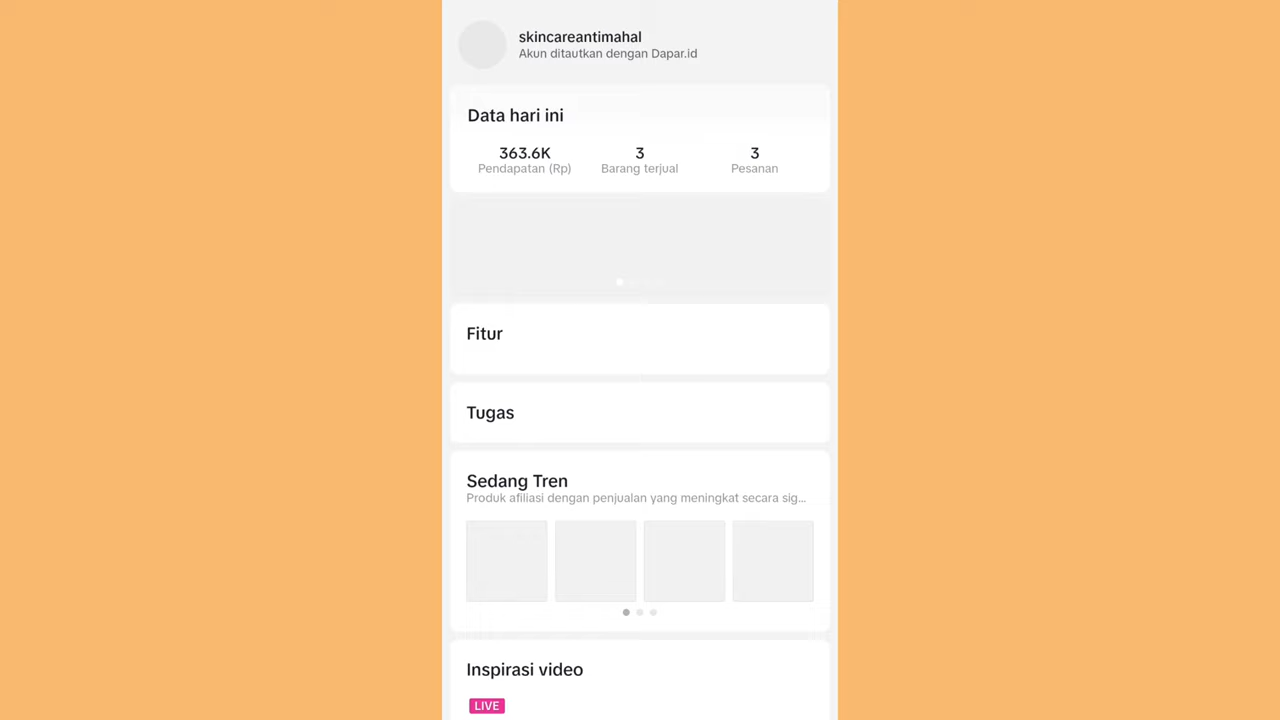 skincareantimahal
Akun ditautkan dengan Dapar.id
Data hari ini
363.6K 3 3
Pendapatan (Rp) Barang terjual Pesanan
Fitur
Tugas
Sedang Tren
Produk afiliasi dengan penjualan yang meningkat secara sig...
Inspirasi video
LIVE